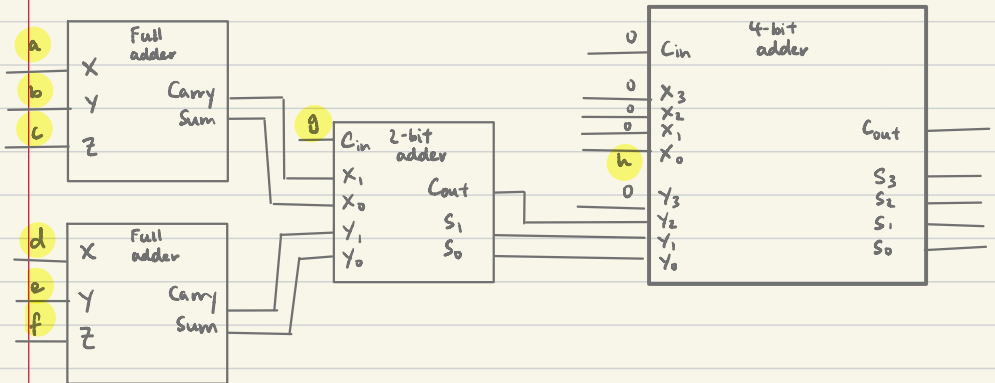 a
b
c
Full
adder
X
Y
Z
Carry
Sum
d
e
f
Full
adder
X
Y
Z
Carry
Sum
g
2-bit
adder
Cin
X1
X0
Y1
Y0
Cout
S1
S0
0
0
0
0
h
0
4-bit
adder
Cin
X3
X2
X1
X0
Y3
Y2
Y1
Y0
Cout
S3
S2
S1
S0